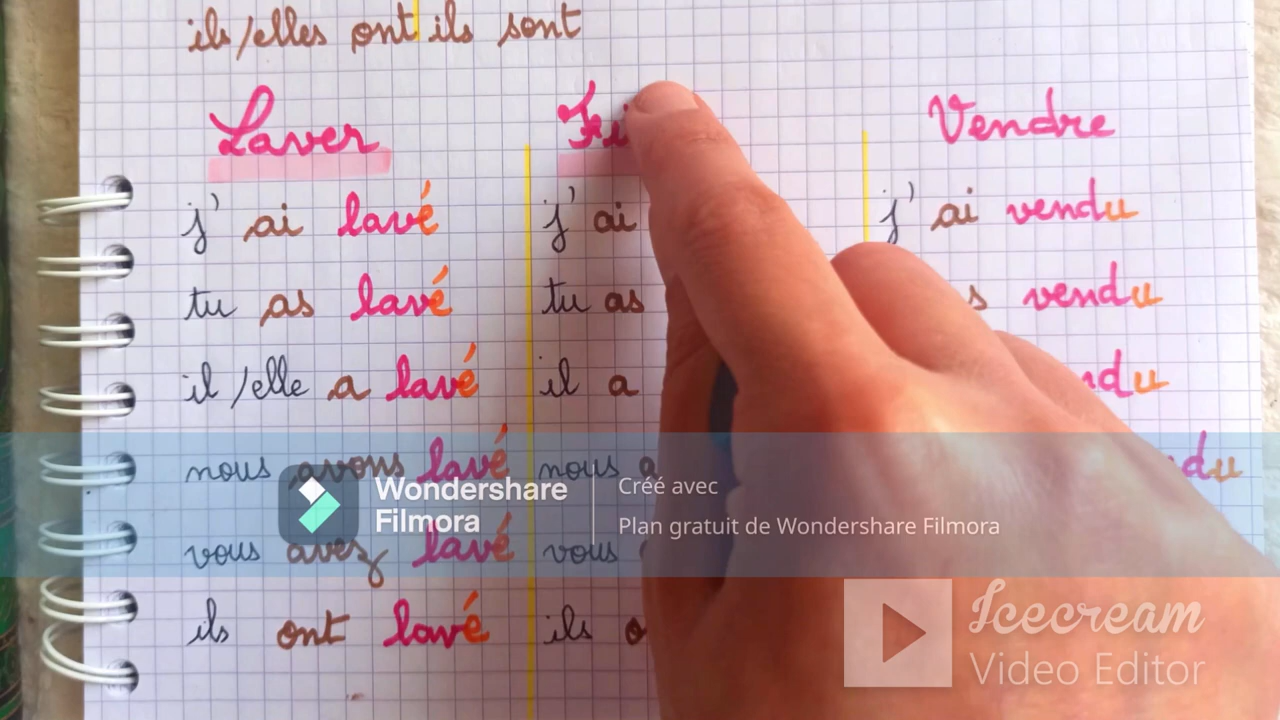 ils/elles ont ils sont
Laver
Vendre
j'ai lavé
j'ai
j'ai vendu
tu as lavé
tu as
vendu
il/elle a lavé
il a
nous avons lavé
nous
vous avez lavé
vous
ils ont lavé
ils
Wondershare
Filmora
Créé avec
Plan gratuit de Wondershare Filmora
Icecream
Video Editor